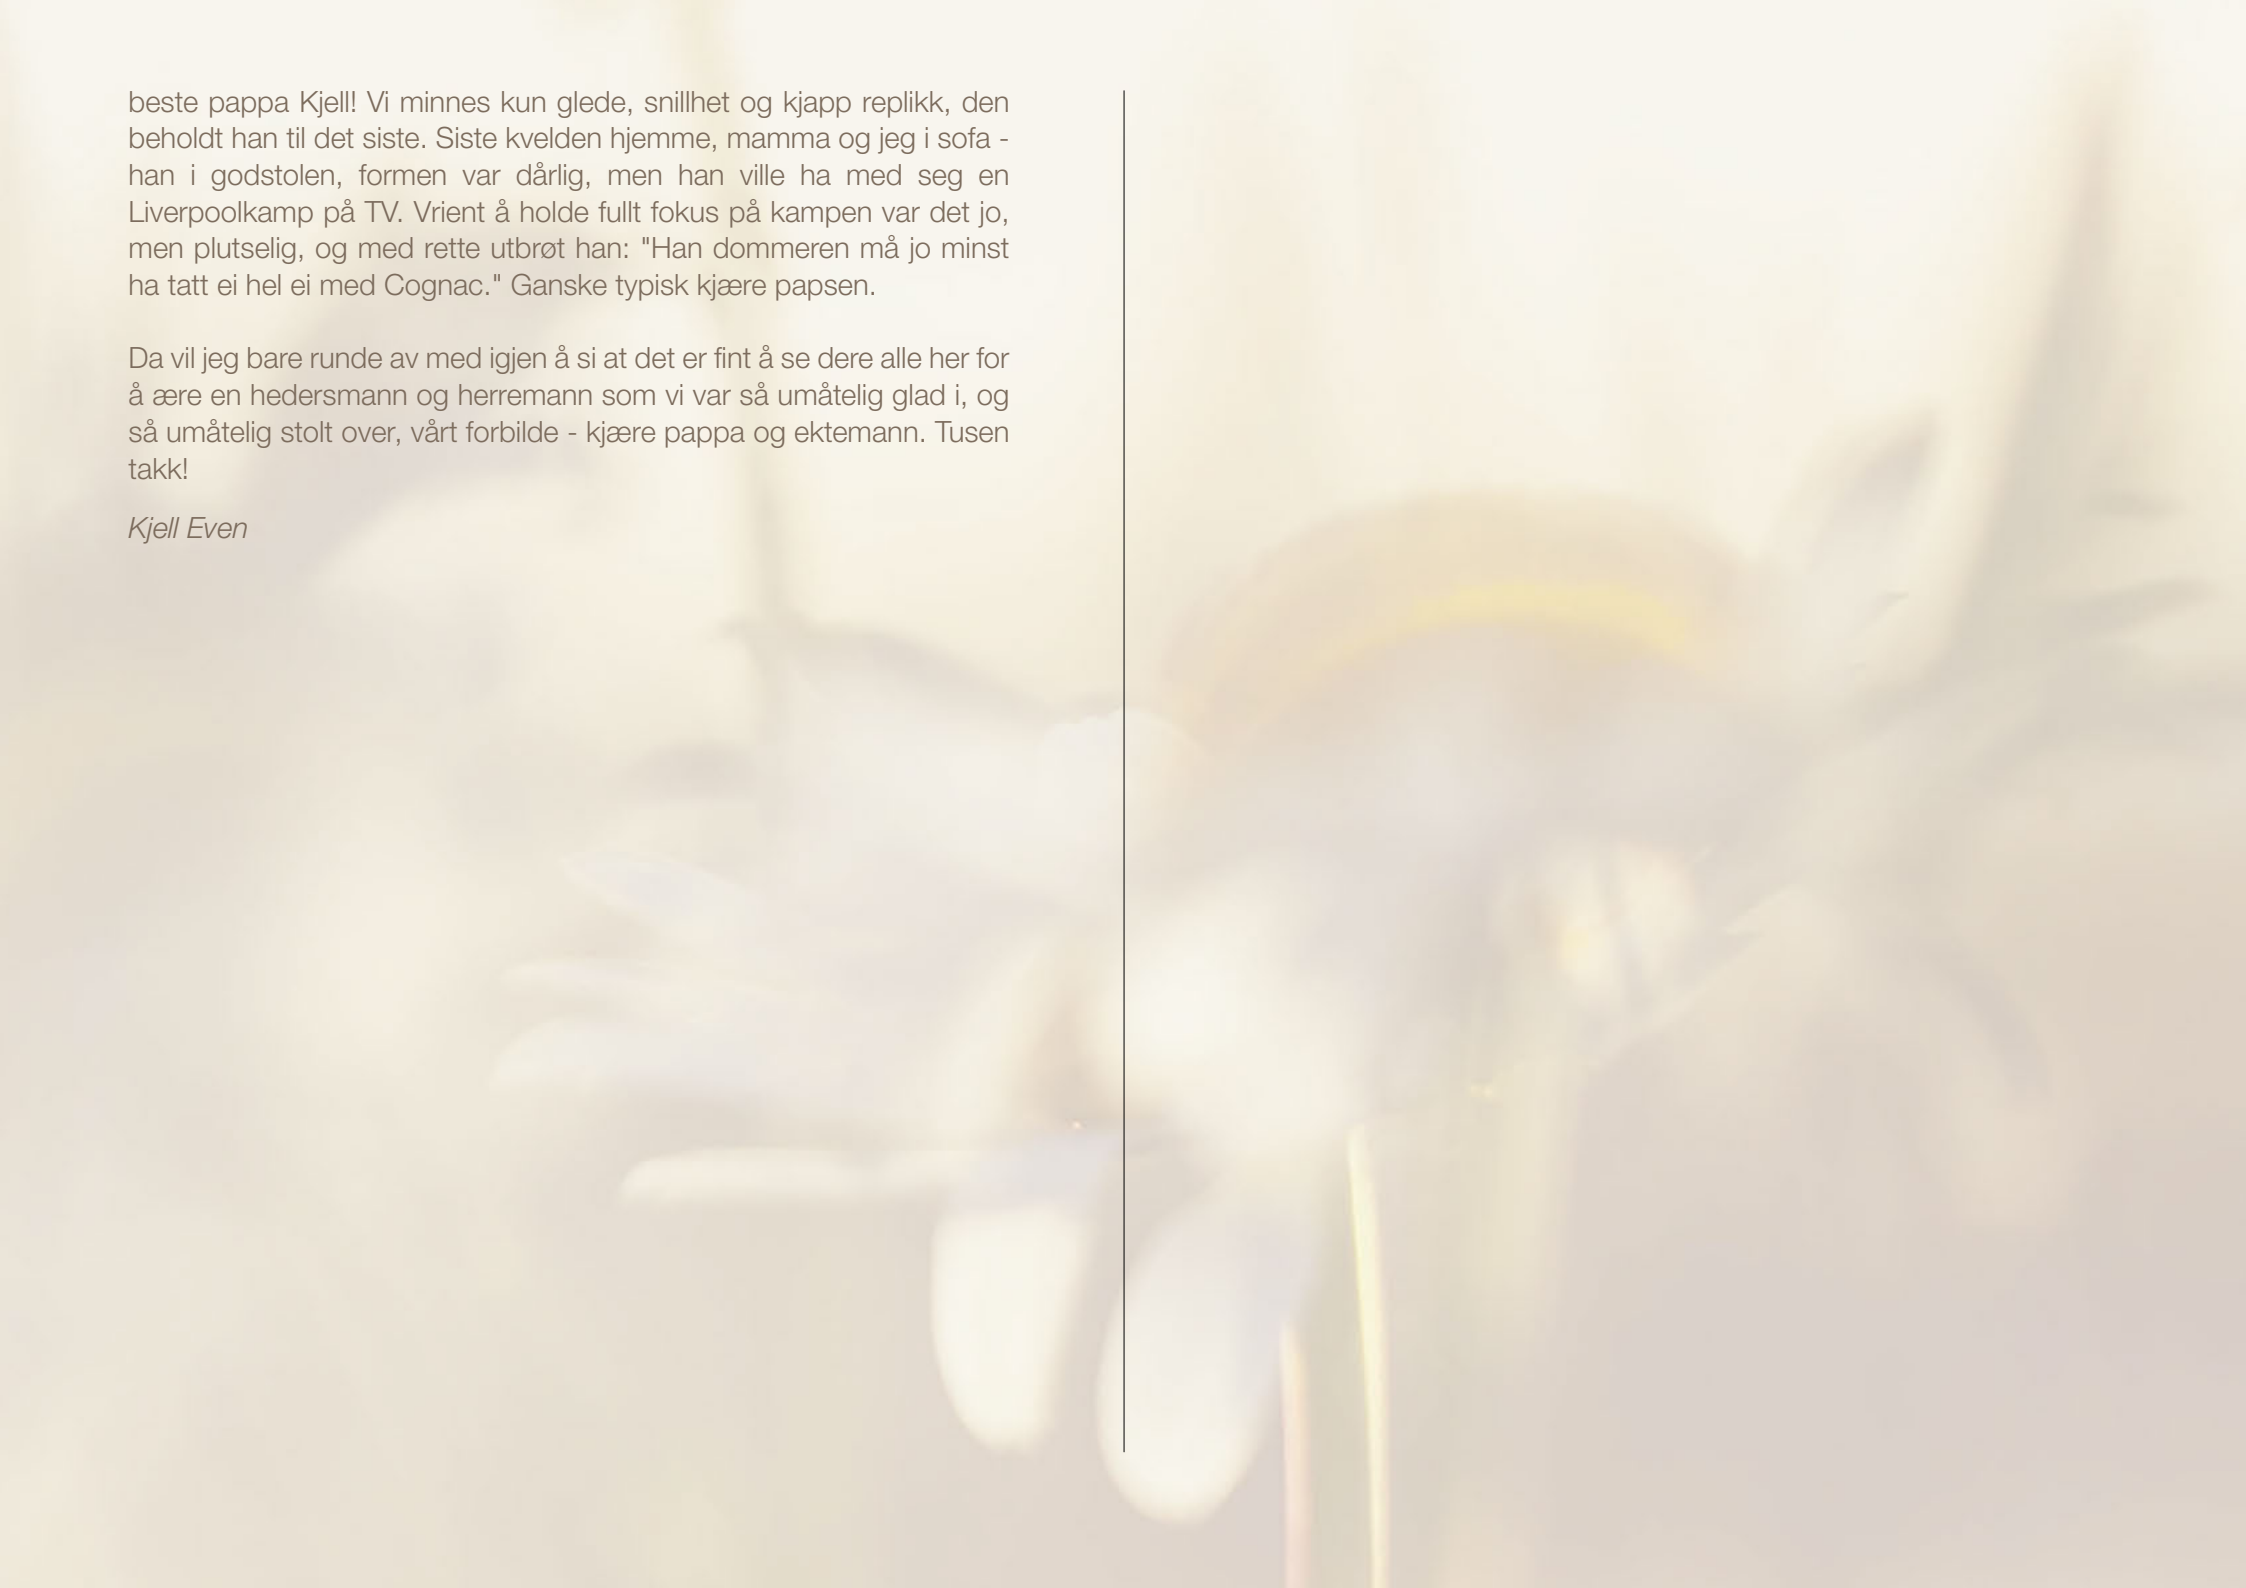 beste pappa Kjell! Vi minnes kun glede, snillhet og kjapp replikk, den
beholdt han til det siste. Siste kvelden hjemme, mamma og jeg i sofa -
han i godstolen, formen var dårlig, men han ville ha med seg en
Liverpoolkamp på TV. Vrient å holde fullt fokus på kampen var det jo,
men plutselig, og med rette utbrøt han: "Han dommeren må jo minst
ha tatt ei hel ei med Cognac." Ganske typisk kjære papsen.
Da vil jeg bare runde av med igjen å si at det er fint å se dere alle her for
å ære en hedersmann og herremann som vi var så umåtelig glad i, og
så umåtelig stolt over, vårt forbilde - kjære pappa og ektemann. Tusen
takk!
Kjell Even